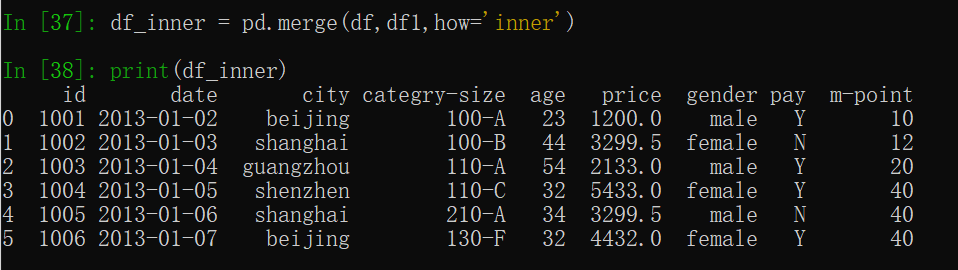 In [37]: df_inner = pd.merge(df,df1,how='inner')
In [38]: print(df_inner)
id date city categry-size age price gender pay m-point
0 1001 2013-01-02 beijing 100-A 23 1200.0 male Y 10
1 1002 2013-01-03 shanghai 100-B 44 3299.5 female N 12
2 1003 2013-01-04 guangzhou 110-A 54 2133.0 male Y 20
3 1004 2013-01-05 shenzhen 110-C 32 5433.0 female Y 40
4 1005 2013-01-06 shanghai 210-A 34 3299.5 male N 40
5 1006 2013-01-07 beijing 130-F 32 4432.0 female Y 40